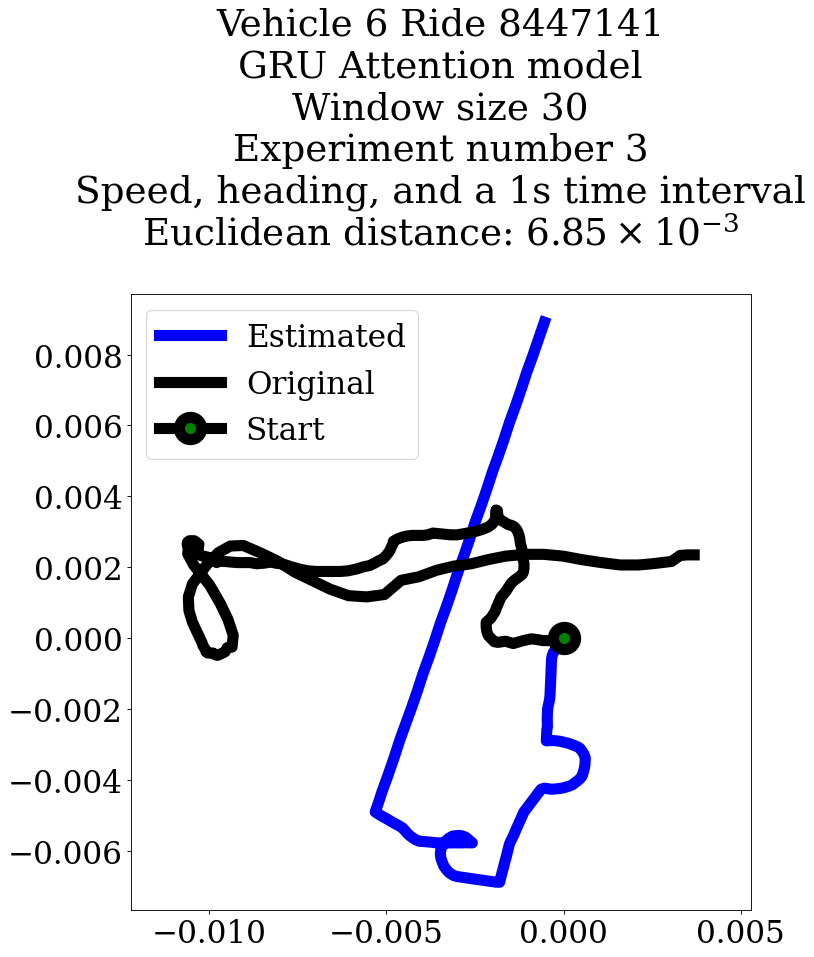 Vehicle 6 Ride 8447141
GRU Attention model
Window size 30
Experiment number 3
Speed, heading, and a 1s time interval
Euclidean distance: 6.85 × 10⁻³
Estimated
Original
Start
0.008
0.006
0.004
0.002
0.000
−0.002
−0.004
−0.006
−0.010
−0.005
0.000
0.005